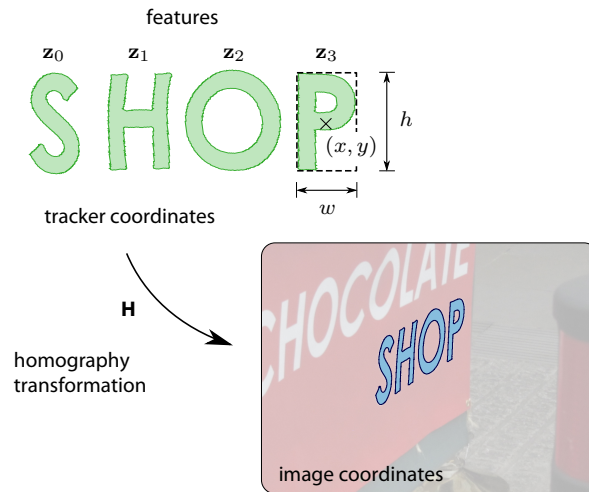 features
z₀ z₁ z₂ z₃
SHOP
h
(x, y)
w
tracker coordinates
H
homography
transformation
CHOCOLATE
SHOP
image coordinates